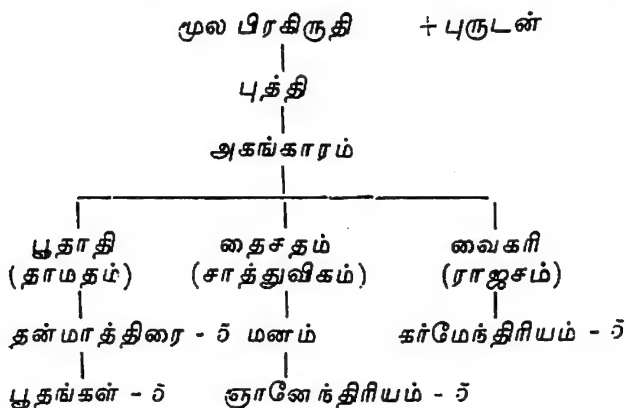 மூல பிரகிருதி + புருடன்
புத்தி
அகங்காரம்
பூதாதி தைசதம் வைகரி
(தாமதம்) (சாத்துவிகம்) (ராஜசம்)
தன்மாத்திரை - 5 மனம் கர்மேந்திரியம் - 5
பூதங்கள் - 5 ஞானேந்திரியம் - 5